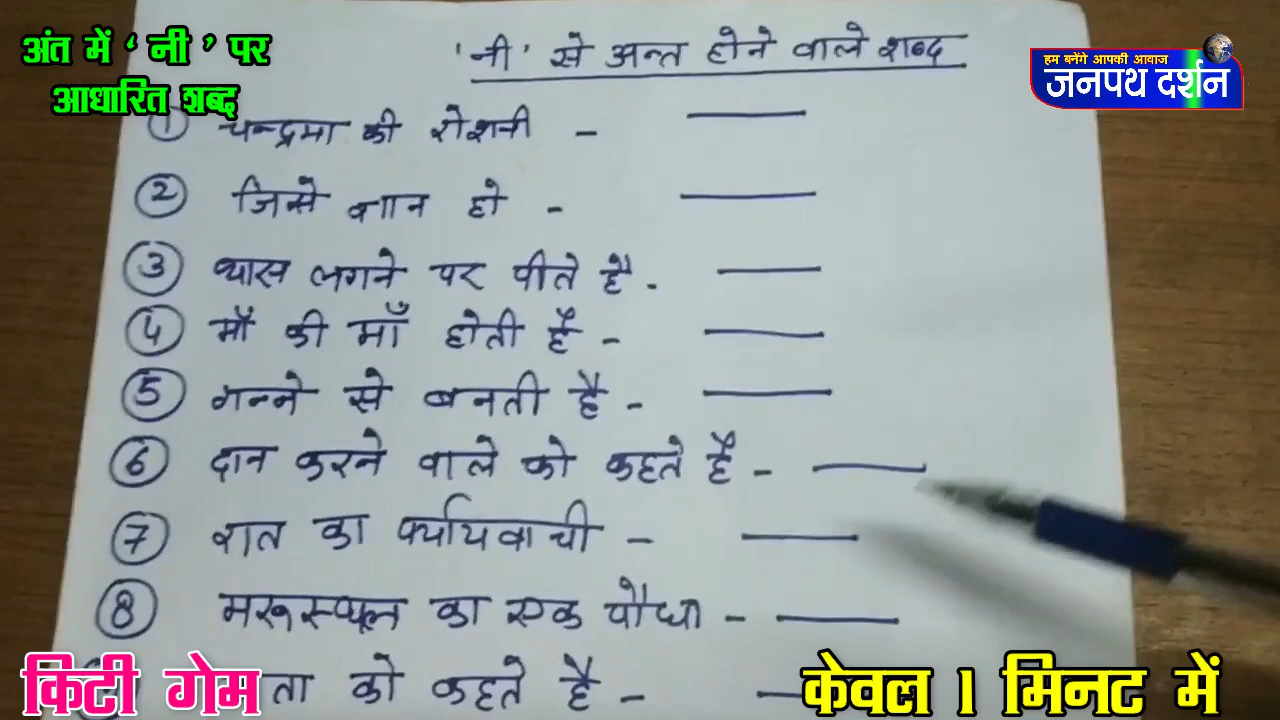 अंत में ‘ नी ’ पर
आधारित शब्द
हम बनेंगे आपकी आवाज
जनपथ दर्शन
'नी' से अन्त होने वाले शब्द
1 चन्द्रमा की रोशनी -
2 जिसे ज्ञान हो -
3 प्यास लगने पर पीते है -
4 माँ की माँ होती है -
5 गन्ने से बनती है -
6 दान करने वाले को कहते है -
7 रात का पर्यायवाची -
8 मरूस्थल का एक पौधा -
ता को कहते है -
किटी गेम
केवल 1 मिनट में